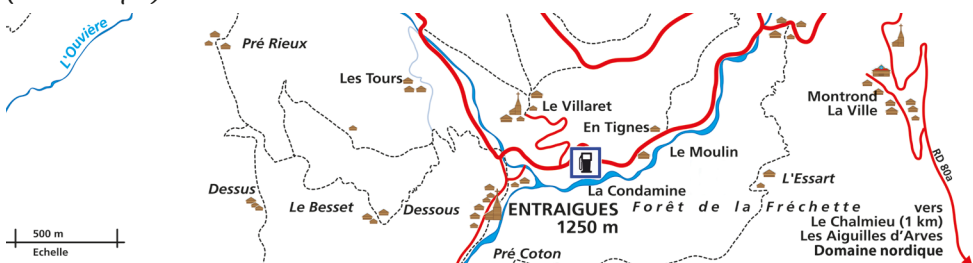 L'Ouvière
Pré Rieux
Les Tours
Le Villaret
En Tignes
Le Moulin
Montrond
La Ville
RD 80a
Dessus
Le Besset
Dessous
La Condamine
L'Essart
ENTRAIGUES
1250 m
Forêt de la Fréchette
vers
Le Chalmieu (1 km)
Les Aiguilles d'Arves
Domaine nordique
Pré Coton
500 m
Echelle